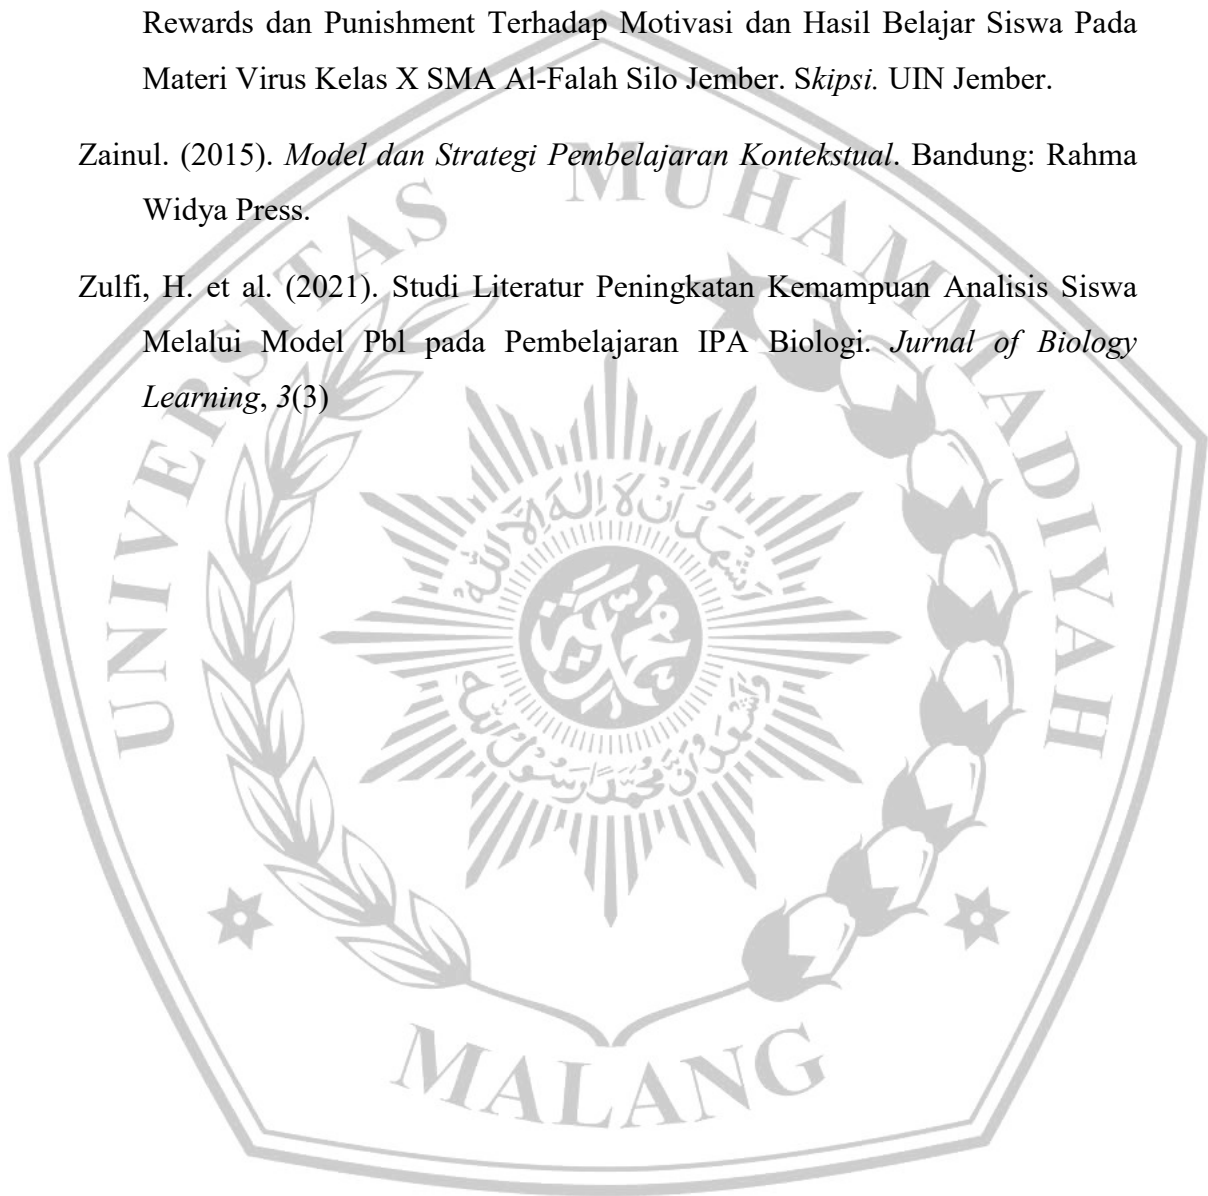 Rewards dan Punishment Terhadap Motivasi dan Hasil Belajar Siswa Pada
Materi Virus Kelas X SMA Al-Falah Silo Jember. Skipsi. UIN Jember.
Zainul. (2015). Model dan Strategi Pembelajaran Kontekstual. Bandung: Rahma
Widya Press.
Zulfi, H. et al. (2021). Studi Literatur Peningkatan Kemampuan Analisis Siswa
Melalui Model Pbl pada Pembelajaran IPA Biologi. Jurnal of Biology
Learning, 3(3)
UNIVERSITAS MUHAMMADIYAH
MALANG